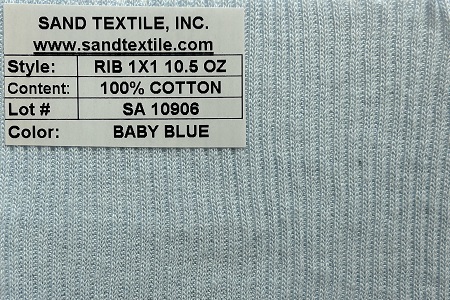 SAND TEXTILE, INC.
www.sandtextile.com
Style: RIB 1X1 10.5 OZ
Content: 100% COTTON
Lot # SA 10906
Color: BABY BLUE